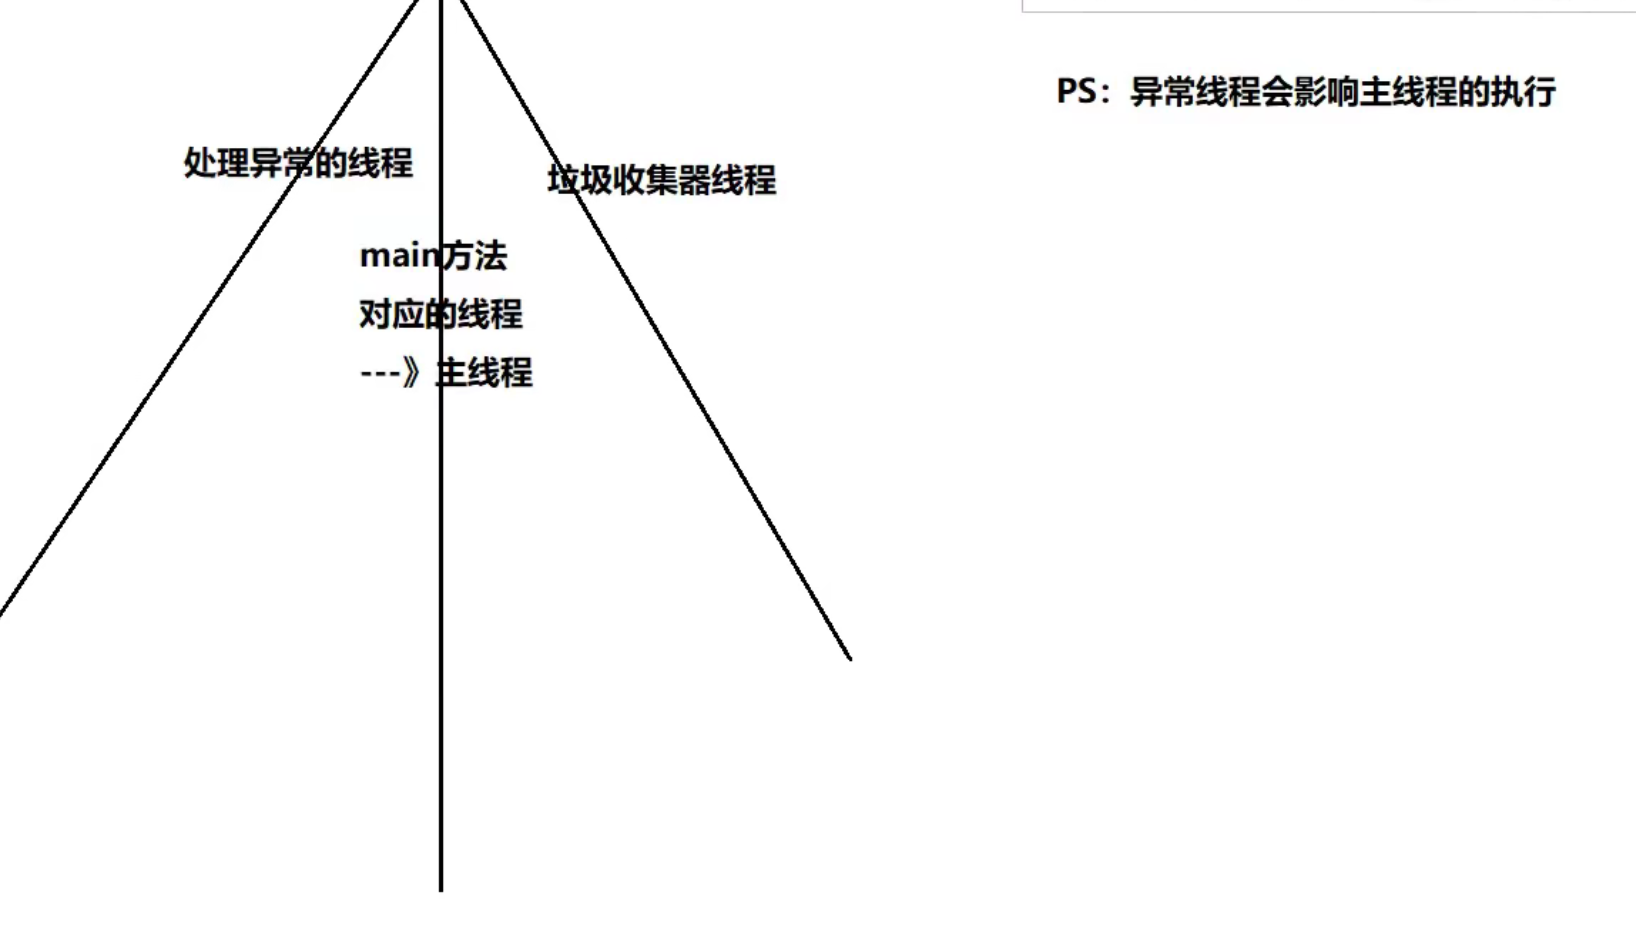 PS：异常线程会影响主线程的执行
处理异常的线程
垃圾收集器线程
main方法
对应的线程
---》主线程